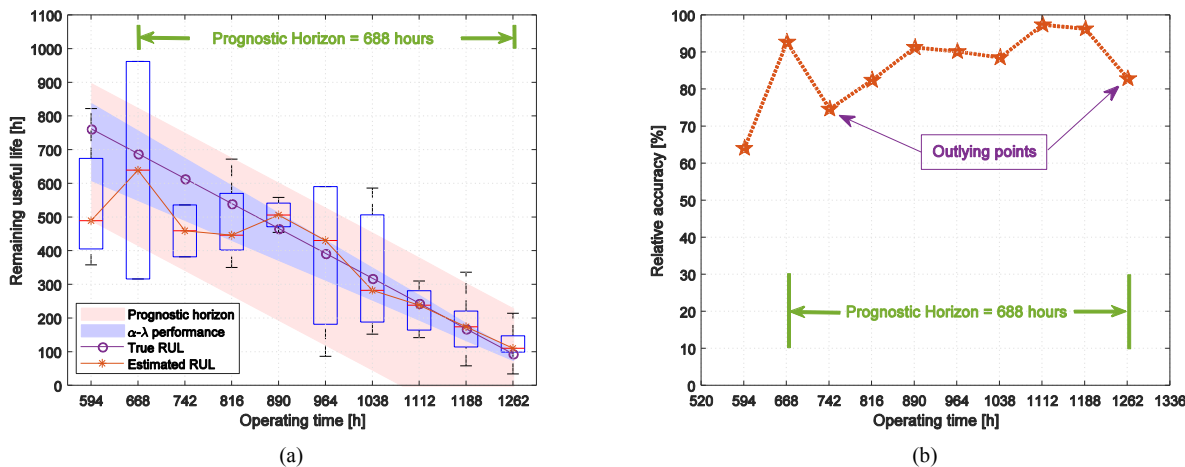 Prognostic Horizon = 688 hours
1100
1000
900
800
700
600
500
400
300
200
100
0
Remaining useful life [h]
Prognostic horizon
α-λ performance
True RUL
Estimated RUL
594 668 742 816 890 964 1038 1112 1188 1262
Operating time [h]
(a)
100
90
80
70
60
50
40
30
20
10
0
Relative accuracy [%]
Outlying points
Prognostic Horizon = 688 hours
520 594 668 742 816 890 964 1038 1112 1188 1262 1336
Operating time [h]
(b)